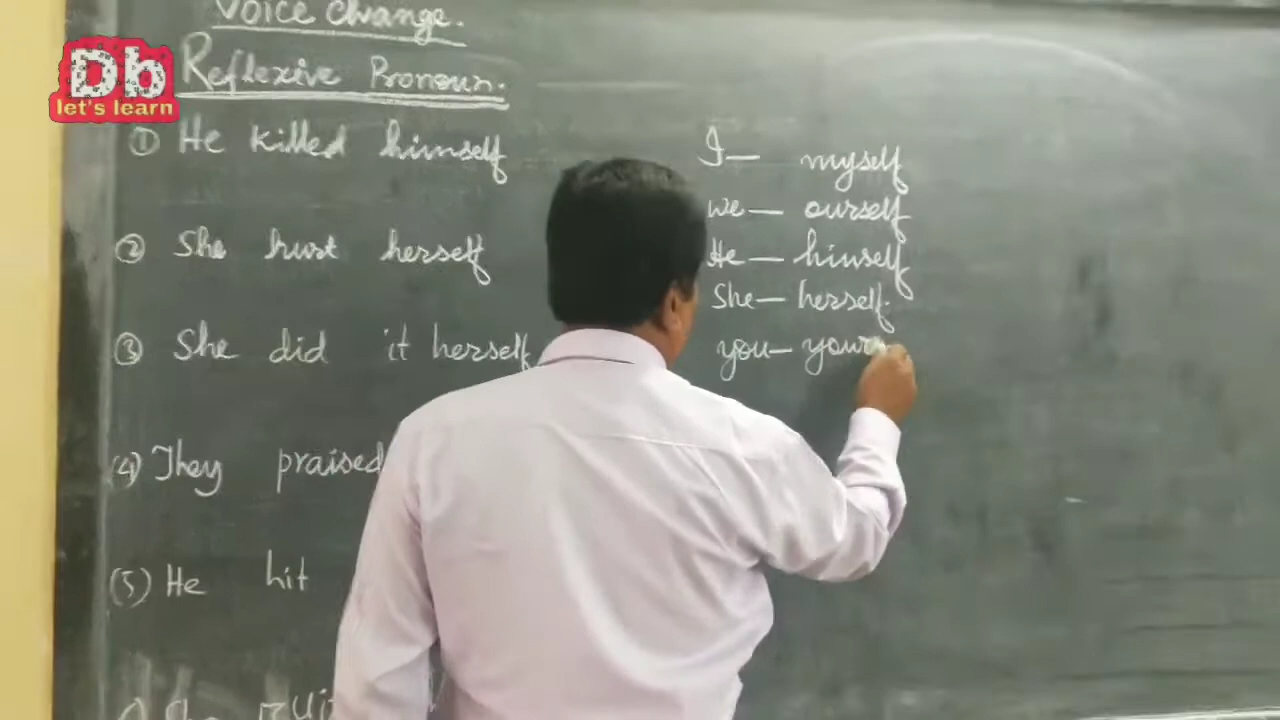 Voice Change.
Db
let's learn
Reflexive Pronoun.
① He killed himself
② She hurt herself
③ She did it herself
(4) They praised
(5) He hit
She
I — myself
we — ourself
He — himself
She — herself.
you — your